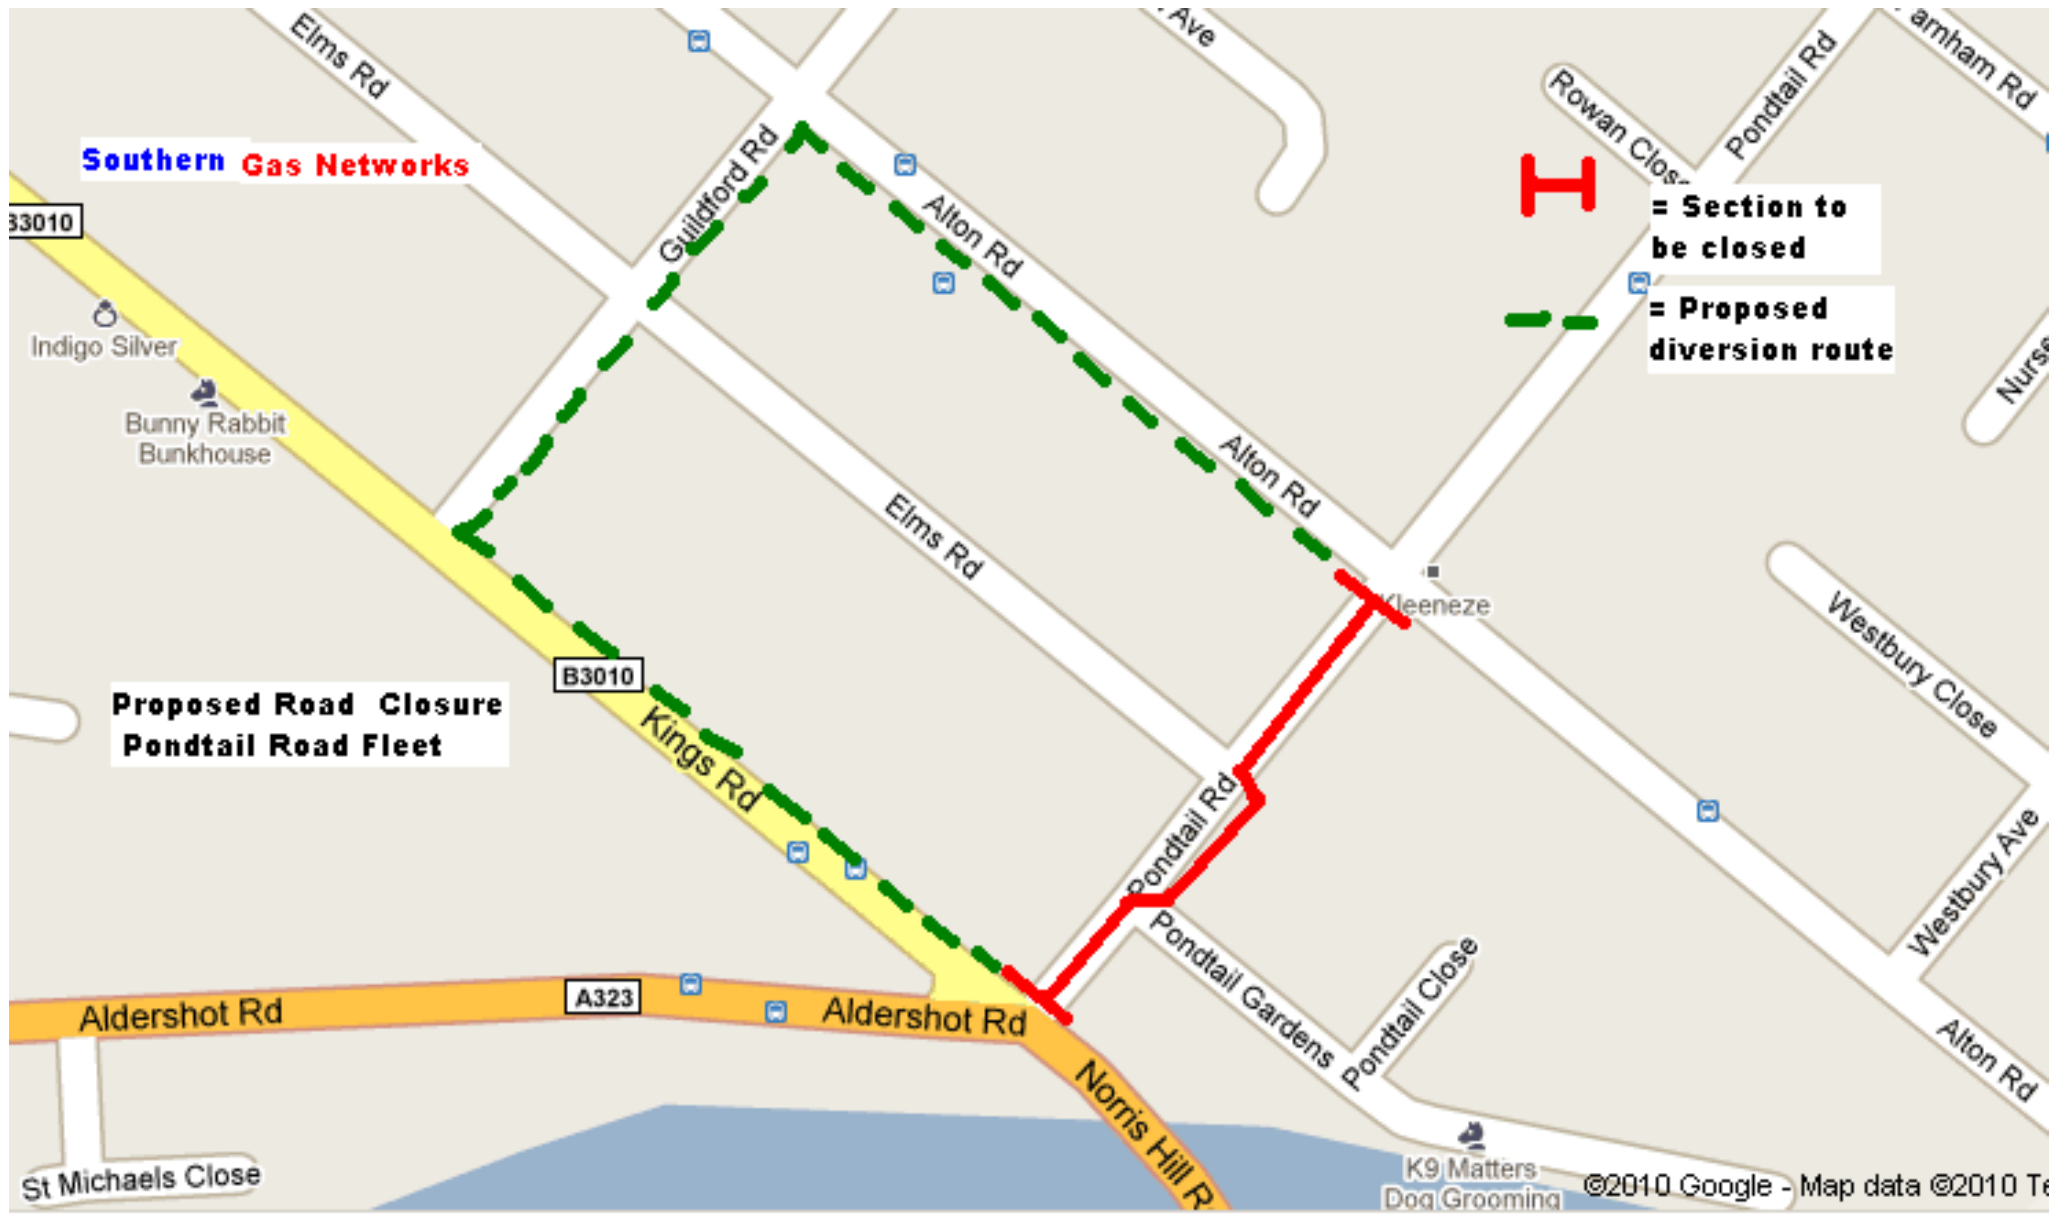 Elms Rd
Ave
Rowan Close
Pondtail Rd
Farnham Rd
Southern Gas Networks
Guildford Rd
Alton Rd
= Section to
be closed
B3010
Indigo Silver
= Proposed
diversion route
Bunny Rabbit
Bunkhouse
Alton Rd
Elms Rd
Kleeneze
Westbury Close
B3010
Proposed Road Closure
Pondtail Road Fleet
Kings Rd
Pondtail Rd
Westbury Ave
Pondtail Gardens
Pondtail Close
A323
Aldershot Rd
Aldershot Rd
Alton Rd
Norris Hill R
St Michaels Close
K9 Matters
Dog Grooming
©2010 Google - Map data ©2010 Te